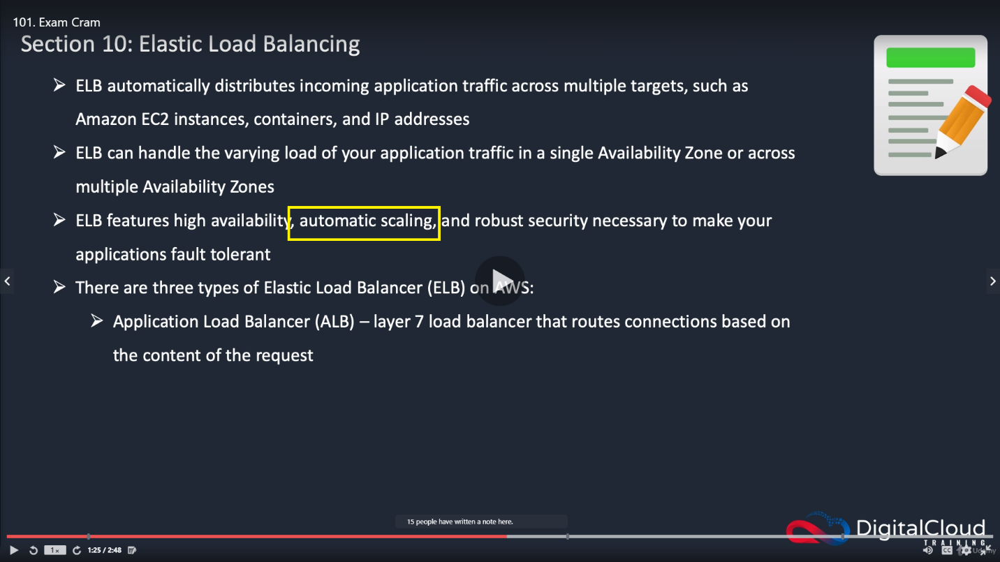 101. Exam Cram
Section 10: Elastic Load Balancing
ELB automatically distributes incoming application traffic across multiple targets, such as
Amazon EC2 instances, containers, and IP addresses
ELB can handle the varying load of your application traffic in a single Availability Zone or across
multiple Availability Zones
ELB features high availability, automatic scaling, and robust security necessary to make your
applications fault tolerant
There are three types of Elastic Load Balancer (ELB) on AWS:
Application Load Balancer (ALB) – layer 7 load balancer that routes connections based on
the content of the request
15 people have written a note here.
DigitalCloud
TRAINING
1x
1:25 / 2:48
CC
Udemy